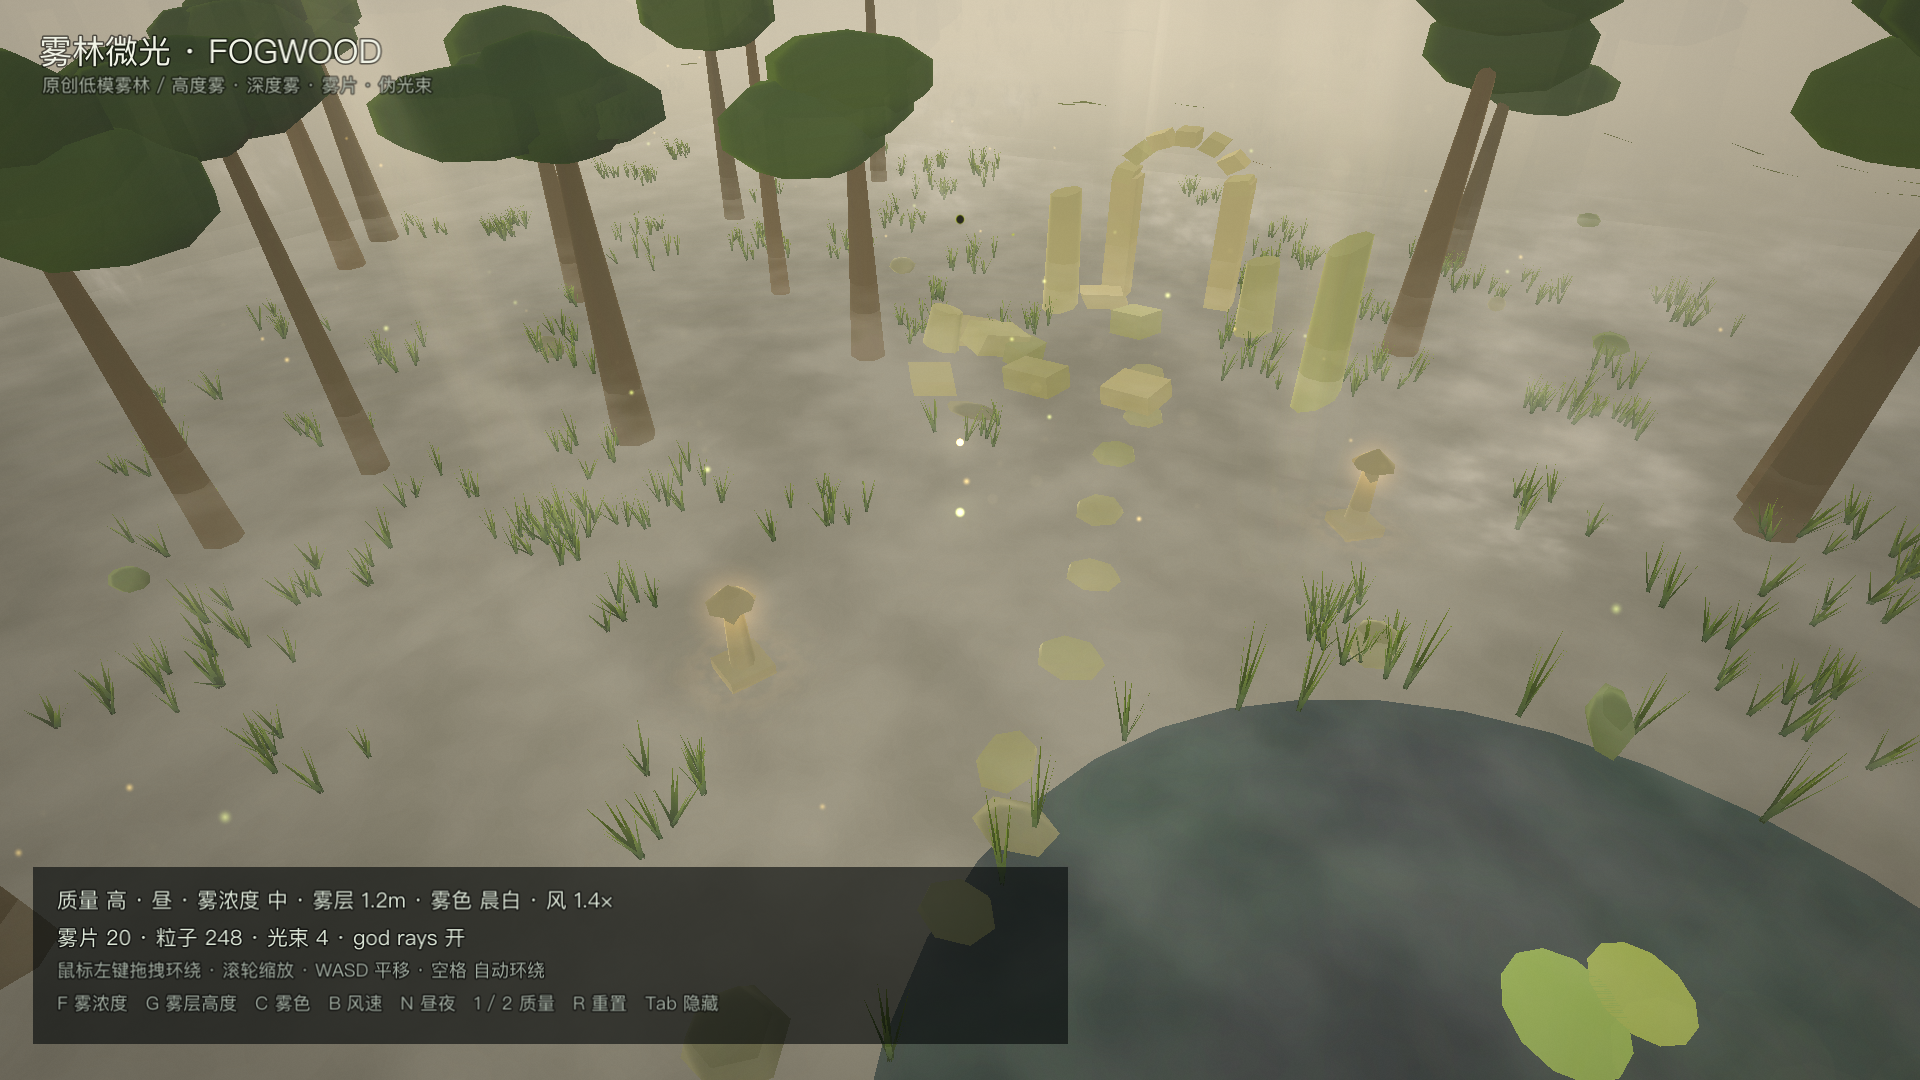 雾林微光 · FOGWOOD
原创低模雾林 / 高度雾 · 深度雾 · 雾片 · 伪光束
质量 高 · 昼 · 雾浓度 中 · 雾层 1.2m · 雾色 晨白 · 风 1.4×
雾片 20 · 粒子 248 · 光束 4 · god rays 开
鼠标左键拖拽环绕 · 滚轮缩放 · WASD 平移 · 空格 自动环绕
F 雾浓度 G 雾层高度 C 雾色 B 风速 N 昼夜 1 / 2 质量 R 重置 Tab 隐藏